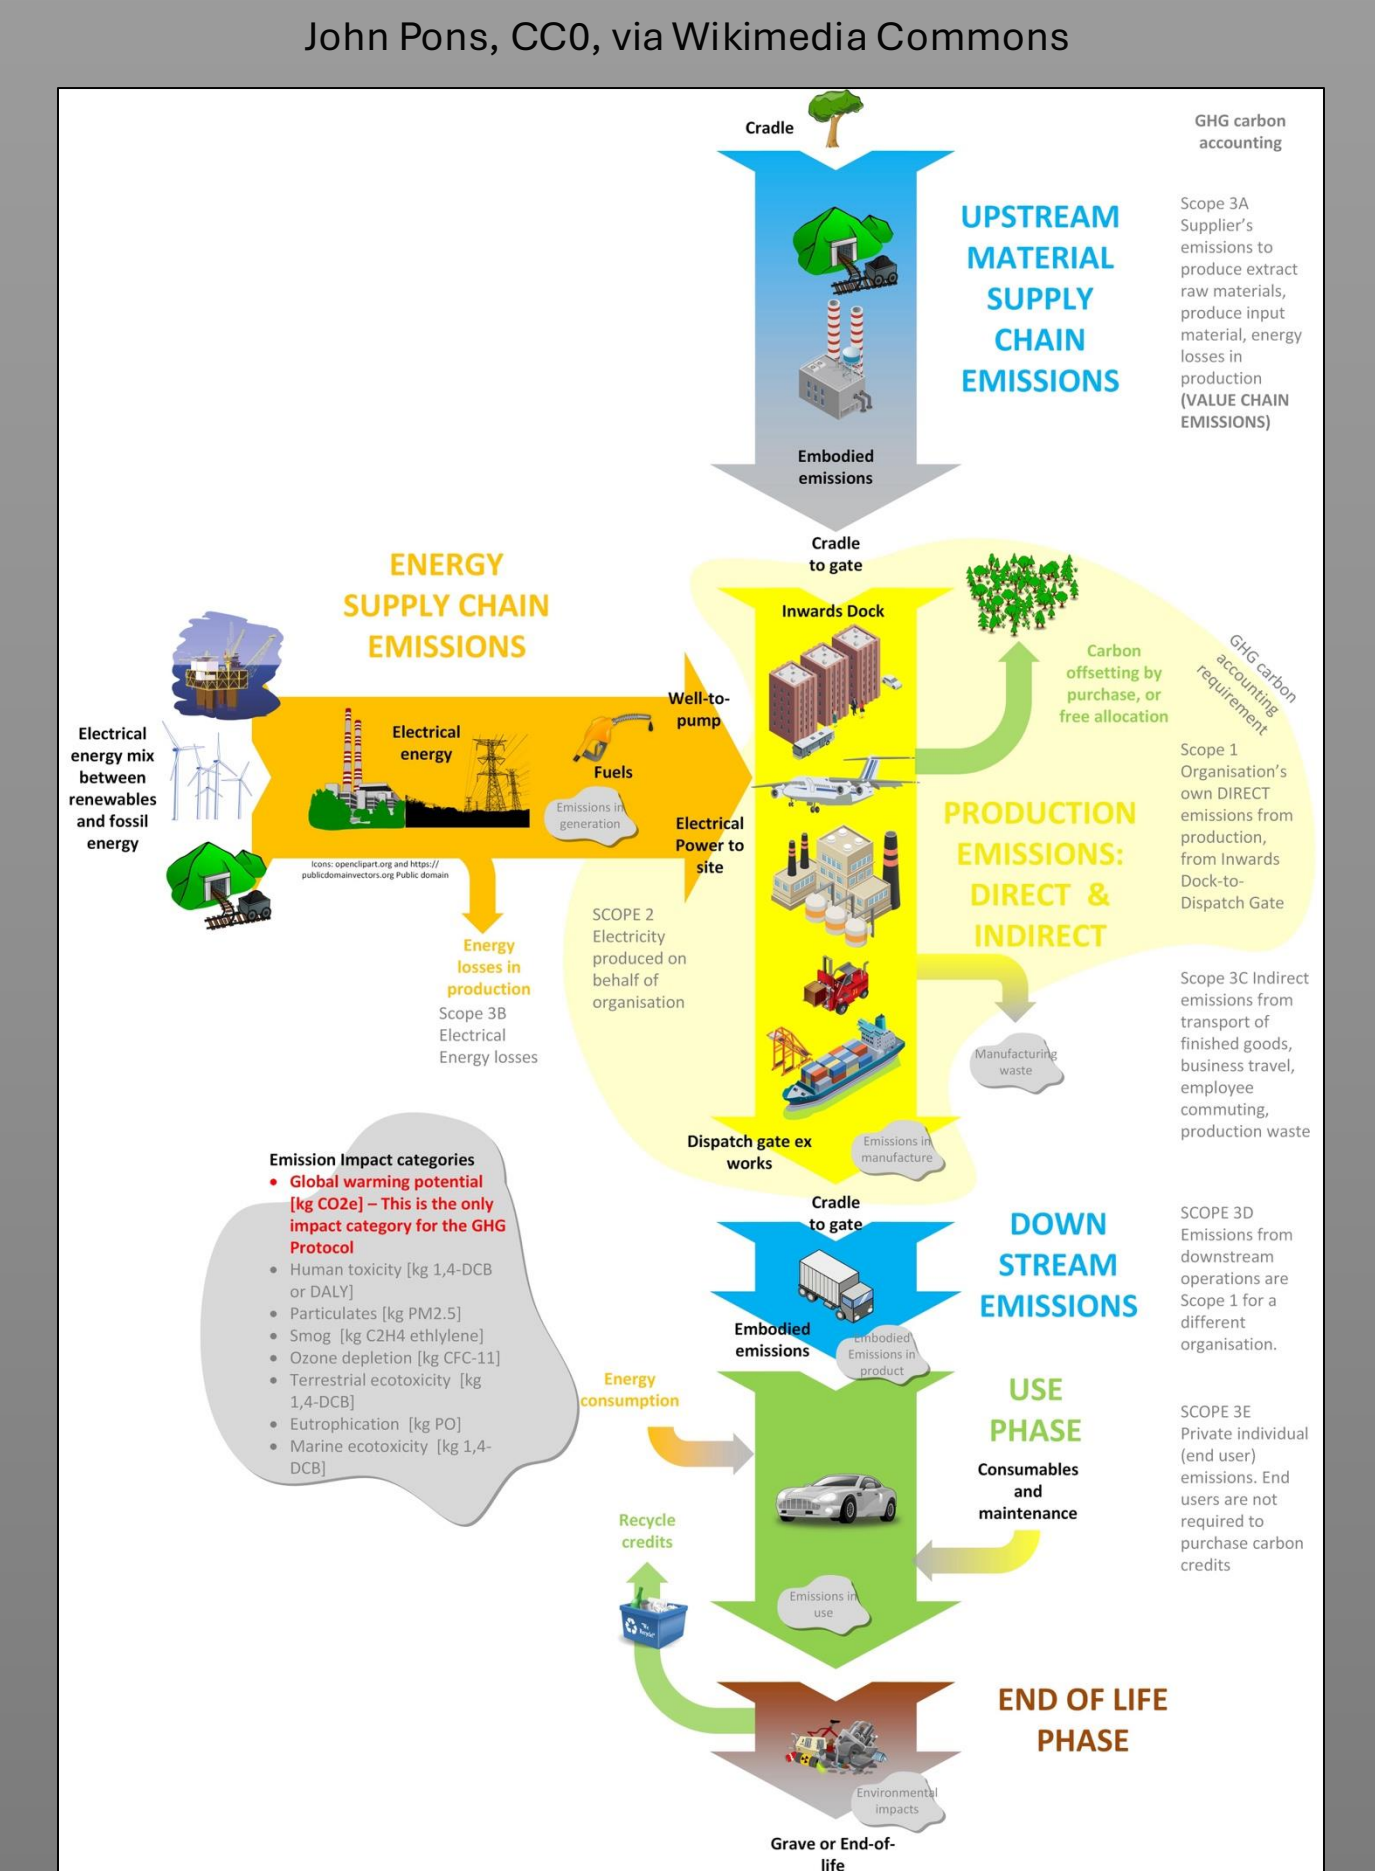 John Pons, CC0, via Wikimedia Commons
Cradle
GHG carbon
accounting
UPSTREAM
MATERIAL
SUPPLY
CHAIN
EMISSIONS
Scope 3A
Supplier's
emissions to
produce extract
raw materials,
produce input
material, energy
losses in
production
(VALUE CHAIN
EMISSIONS)
Embodied
emissions
Cradle
to gate
ENERGY
SUPPLY CHAIN
EMISSIONS
Inwards Dock
Carbon
offsetting by
purchase, or
free allocation
GHG carbon
accounting
requirement
Electrical
energy mix
between
renewables
and fossil
energy
Electrical
energy
Fuels
Emissions in
generation
Well-to-
pump
Electrical
Power to
site
Icons: openclipart.org and https://
publicdomainvectors.org Public domain
PRODUCTION
EMISSIONS:
DIRECT &
INDIRECT
Scope 1
Organisation's
own DIRECT
emissions from
production,
from Inwards
Dock-to-
Dispatch Gate
Energy
losses in
production
Scope 3B
Electrical
Energy losses
SCOPE 2
Electricity
produced on
behalf of
organisation
Manufacturing
waste
Scope 3C Indirect
emissions from
transport of
finished goods,
business travel,
employee
commuting,
production waste
Dispatch gate ex
works
Emissions in
manufacture
Emission Impact categories
• Global warming potential
[kg CO2e] – This is the only
impact category for the GHG
Protocol
• Human toxicity [kg 1,4-DCB
or DALY]
• Particulates [kg PM2.5]
• Smog [kg C2H4 ethlylene]
• Ozone depletion [kg CFC-11]
• Terrestrial ecotoxicity [kg
1,4-DCB]
• Eutrophication [kg PO]
• Marine ecotoxicity [kg 1,4-
DCB]
Cradle
to gate
DOWN
STREAM
EMISSIONS
SCOPE 3D
Emissions from
downstream
operations are
Scope 1 for a
different
organisation.
Embodied
emissions
Embodied
Emissions in
product
Energy
consumption
USE
PHASE
Consumables
and
maintenance
SCOPE 3E
Private individual
(end user)
emissions. End
users are not
required to
purchase carbon
credits
Recycle
credits
Emissions in
use
END OF LIFE
PHASE
Environmental
impacts
Grave or End-of-
life